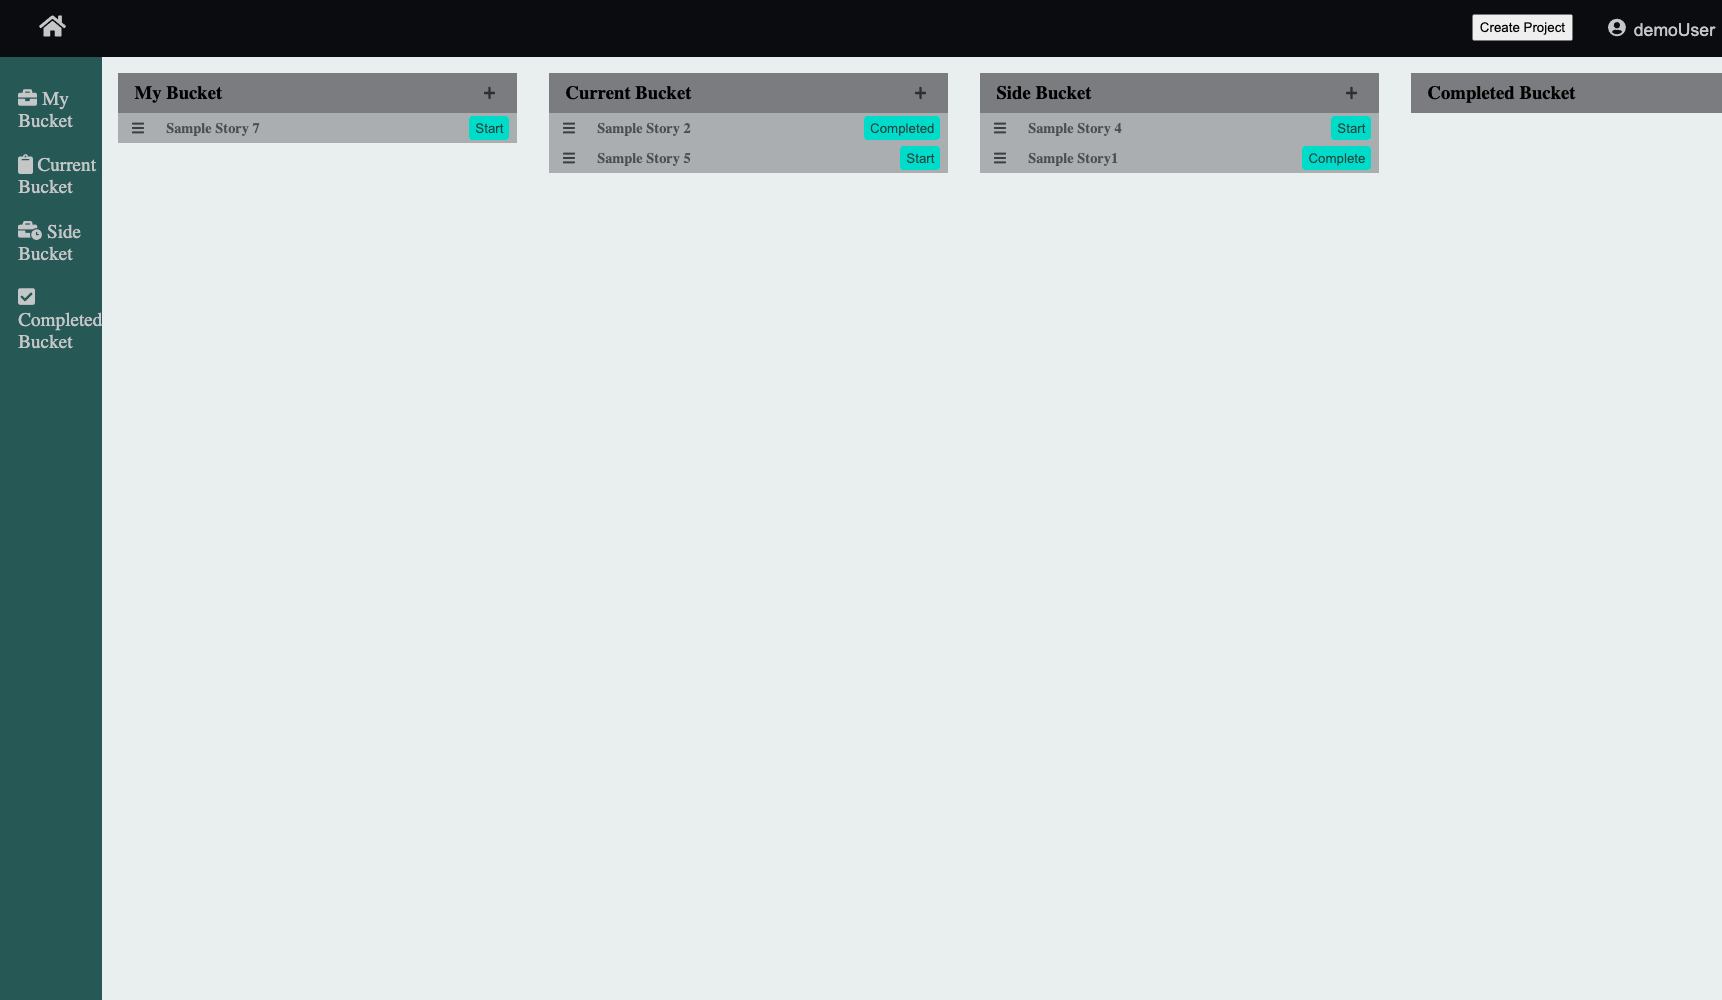 Create Project
demoUser
My
Bucket
Current
Bucket
Side
Bucket
Completed
Bucket
My Bucket
Sample Story 7
Start
Current Bucket
Sample Story 2
Completed
Sample Story 5
Start
Side Bucket
Sample Story 4
Start
Sample Story1
Complete
Completed Bucket